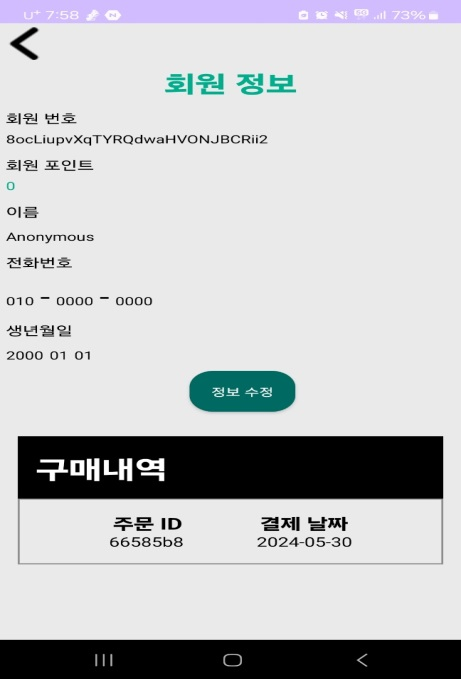 U+ 7:58 73%
회원 정보
회원 번호
8ocLiupvXqTYRQdwaHVONJBCRii2
회원 포인트
0
이름
Anonymous
전화번호
010 - 0000 - 0000
생년월일
2000 01 01
정보 수정
구매내역
주문 ID 결제 날짜
66585b8 2024-05-30